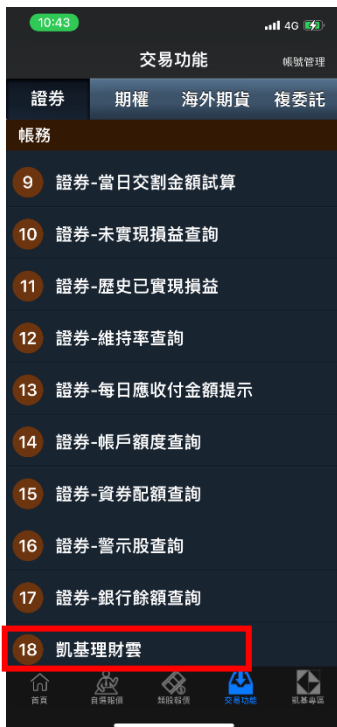 10:43
4G
交易功能
帳號管理
證券 期權 海外期貨 複委託
帳務
9 證券-當日交割金額試算
10 證券-未實現損益查詢
11 證券-歷史已實現損益
12 證券-維持率查詢
13 證券-每日應收付金額提示
14 證券-帳戶額度查詢
15 證券-資券配額查詢
16 證券-警示股查詢
17 證券-銀行餘額查詢
18 凱基理財雲
首頁 自選報價 類股報價 交易功能 凱基專區